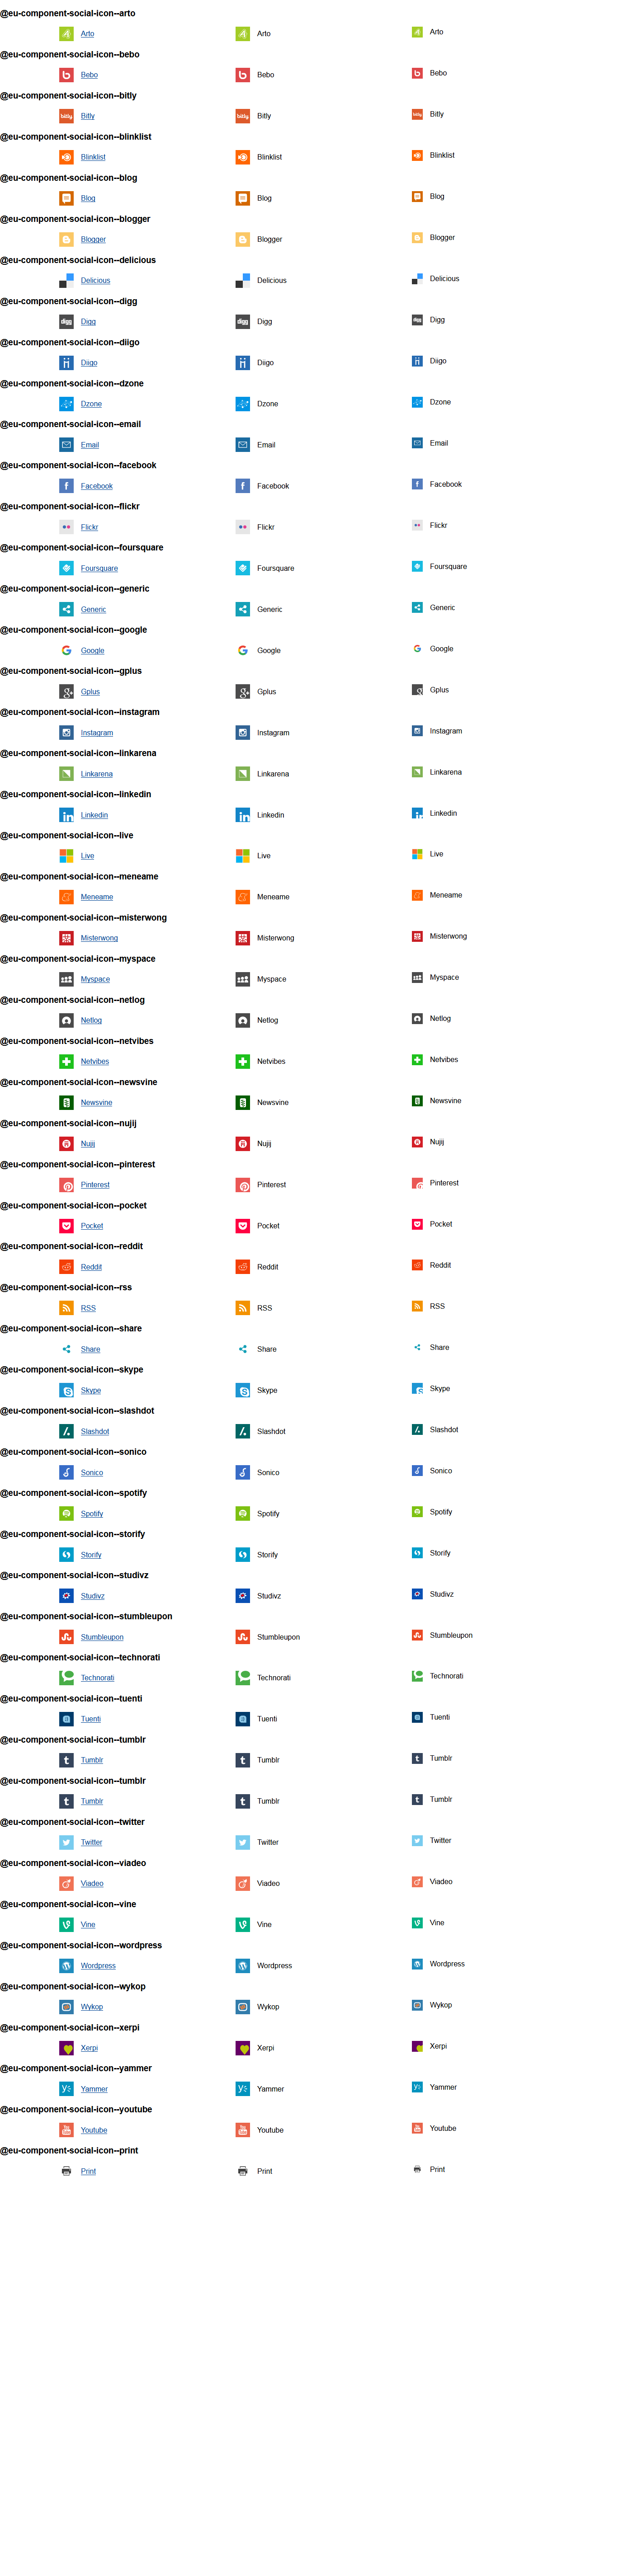 @eu-component-social-icon--arto
Arto Arto Arto
@eu-component-social-icon--bebo
Bebo Bebo Bebo
@eu-component-social-icon--bitly
bitly Bitly bitly Bitly bitly Bitly
@eu-component-social-icon--blinklist
Blinklist Blinklist Blinklist
@eu-component-social-icon--blog
Blog Blog Blog
@eu-component-social-icon--blogger
Blogger Blogger Blogger
@eu-component-social-icon--delicious
Delicious Delicious Delicious
@eu-component-social-icon--digg
digg Digg digg Digg digg Digg
@eu-component-social-icon--diigo
Diigo Diigo Diigo
@eu-component-social-icon--dzone
Dzone Dzone Dzone
@eu-component-social-icon--email
Email Email Email
@eu-component-social-icon--facebook
f Facebook f Facebook f Facebook
@eu-component-social-icon--flickr
Flickr Flickr Flickr
@eu-component-social-icon--foursquare
Foursquare Foursquare Foursquare
@eu-component-social-icon--generic
Generic Generic Generic
@eu-component-social-icon--google
G Google G Google G Google
@eu-component-social-icon--gplus
g+ Gplus g+ Gplus g Gplus
@eu-component-social-icon--instagram
Instagram Instagram Instagram
@eu-component-social-icon--linkarena
Linkarena Linkarena Linkarena
@eu-component-social-icon--linkedin
in Linkedin in Linkedin in Linkedin
@eu-component-social-icon--live
Live Live Live
@eu-component-social-icon--meneame
Meneame Meneame Meneame
@eu-component-social-icon--misterwong
Misterwong Misterwong Misterwong
@eu-component-social-icon--myspace
Myspace Myspace Myspace
@eu-component-social-icon--netlog
Netlog Netlog Netlog
@eu-component-social-icon--netvibes
Netvibes Netvibes Netvibes
@eu-component-social-icon--newsvine
Newsvine Newsvine Newsvine
@eu-component-social-icon--nujij
Nujij Nujij Nujij
@eu-component-social-icon--pinterest
Pinterest Pinterest Pinterest
@eu-component-social-icon--pocket
Pocket Pocket Pocket
@eu-component-social-icon--reddit
Reddit Reddit Reddit
@eu-component-social-icon--rss
RSS RSS RSS
@eu-component-social-icon--share
Share Share Share
@eu-component-social-icon--skype
S Skype S Skype S Skype
@eu-component-social-icon--slashdot
/. Slashdot /. Slashdot /. Slashdot
@eu-component-social-icon--sonico
Sonico Sonico Sonico
@eu-component-social-icon--spotify
Spotify Spotify Spotify
@eu-component-social-icon--storify
Storify Storify Storify
@eu-component-social-icon--studivz
Studivz Studivz Studivz
@eu-component-social-icon--stumbleupon
Stumbleupon Stumbleupon Stumbleupon
@eu-component-social-icon--technorati
Technorati Technorati Technorati
@eu-component-social-icon--tuenti
Tuenti Tuenti Tuenti
@eu-component-social-icon--tumblr
t Tumblr t Tumblr t Tumblr
@eu-component-social-icon--tumblr
t Tumblr t Tumblr t Tumblr
@eu-component-social-icon--twitter
Twitter Twitter Twitter
@eu-component-social-icon--viadeo
Viadeo Viadeo Viadeo
@eu-component-social-icon--vine
Vine Vine Vine
@eu-component-social-icon--wordpress
W Wordpress W Wordpress W Wordpress
@eu-component-social-icon--wykop
Wykop Wykop Wykop
@eu-component-social-icon--xerpi
Xerpi Xerpi Xerpi
@eu-component-social-icon--yammer
y Yammer y Yammer y Yammer
@eu-component-social-icon--youtube
You Tube Youtube You Tube Youtube You Tube Youtube
@eu-component-social-icon--print
Print Print Print